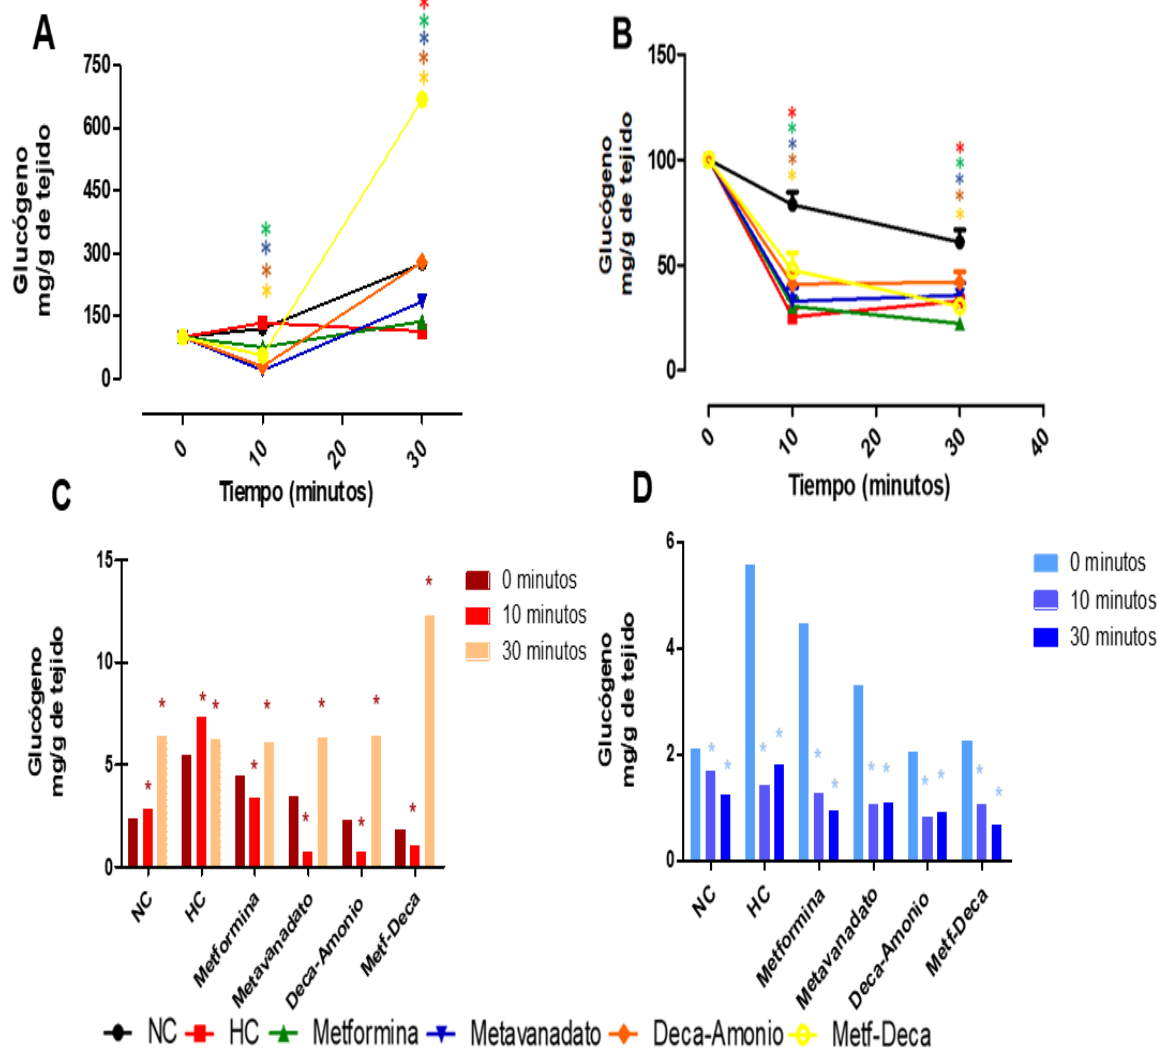 A
Glucógeno
mg/g de tejido
750
600
450
300
150
0
* * * *
* * * * *
0 10 20 30
Tiempo (minutos)
B
Glucógeno
mg/g de tejido
150
100
50
0
* * * * *
* * * * *
0 10 20 30 40
Tiempo (minutos)
C
Glucógeno
mg/g de tejido
15
10
5
0
* * * * * * * * * * * *
0 minutos
10 minutos
30 minutos
NC HC Metformina Metavanadato Deca-Amonio Metf-Deca
D
Glucógeno
mg/g de tejido
6
4
2
0
* * * * * * * * * * * *
0 minutos
10 minutos
30 minutos
NC HC Metformina Metavanadato Deca-Amonio Metf-Deca
NC HC Metformina Metavanadato Deca-Amonio Metf-Deca